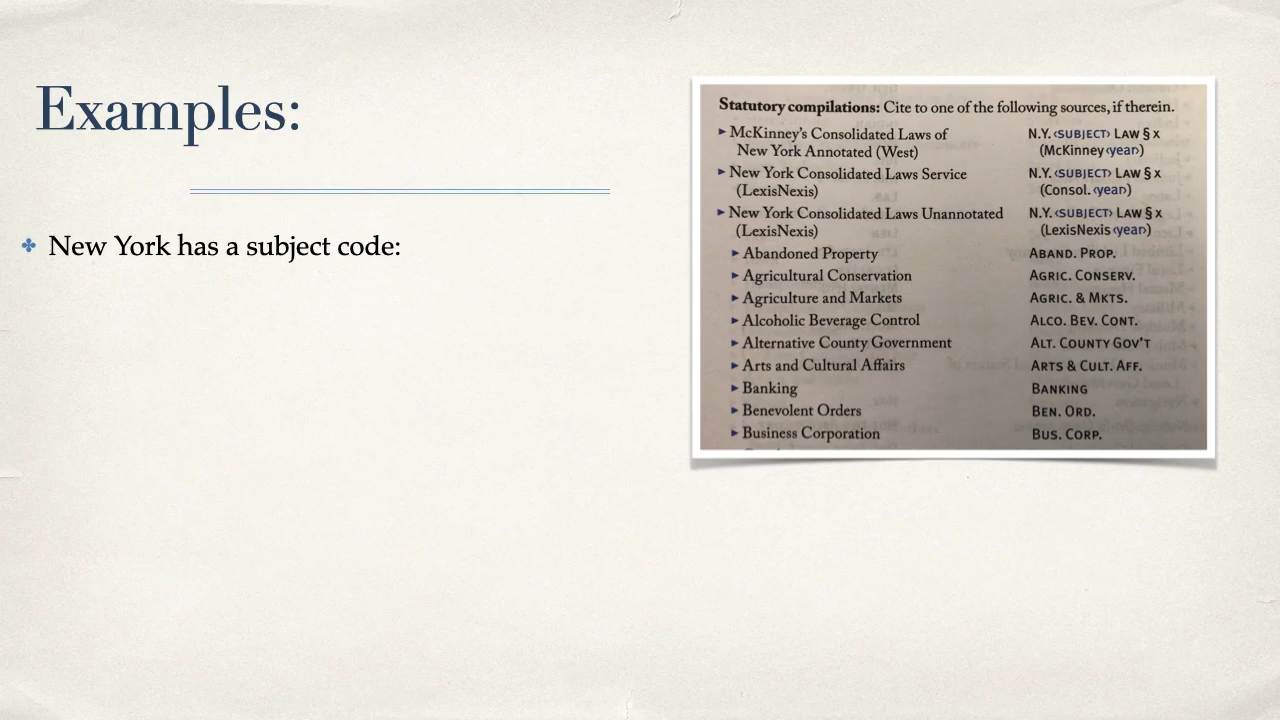 Examples:
New York has a subject code:
Statutory compilations: Cite to one of the following sources, if therein.
McKinney's Consolidated Laws of New York Annotated (West) N.Y. <SUBJECT> LAW § x (McKinney <year>)
New York Consolidated Laws Service (LexisNexis) N.Y. <SUBJECT> LAW § x (Consol. <year>)
New York Consolidated Laws Unannotated (LexisNexis) N.Y. <SUBJECT> LAW § x (LexisNexis <year>)
Abandoned Property ABAND. PROP.
Agricultural Conservation AGRIC. CONSERV.
Agriculture and Markets AGRIC. & MKTS.
Alcoholic Beverage Control ALCO. BEV. CONT.
Alternative County Government ALT. COUNTY GOV'T
Arts and Cultural Affairs ARTS & CULT. AFF.
Banking BANKING
Benevolent Orders BEN. ORD.
Business Corporation BUS. CORP.